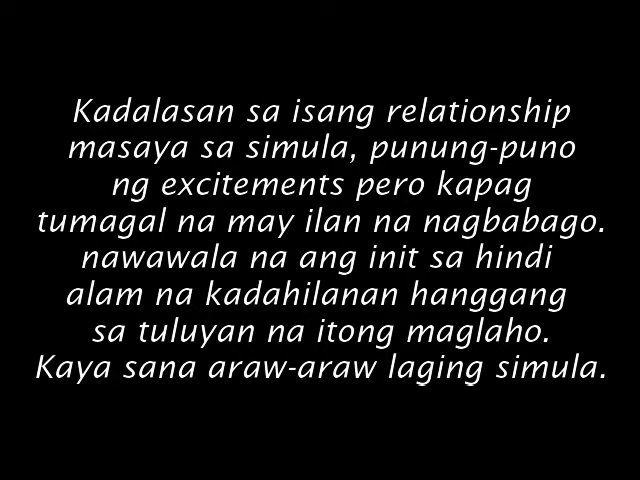 Kadalasan sa isang relationship
masaya sa simula, punung-puno
ng excitements pero kapag
tumagal na may ilan na nagbabago.
nawawala na ang init sa hindi
alam na kadahilanan hanggang
sa tuluyan na itong maglaho.
Kaya sana araw-araw laging simula.